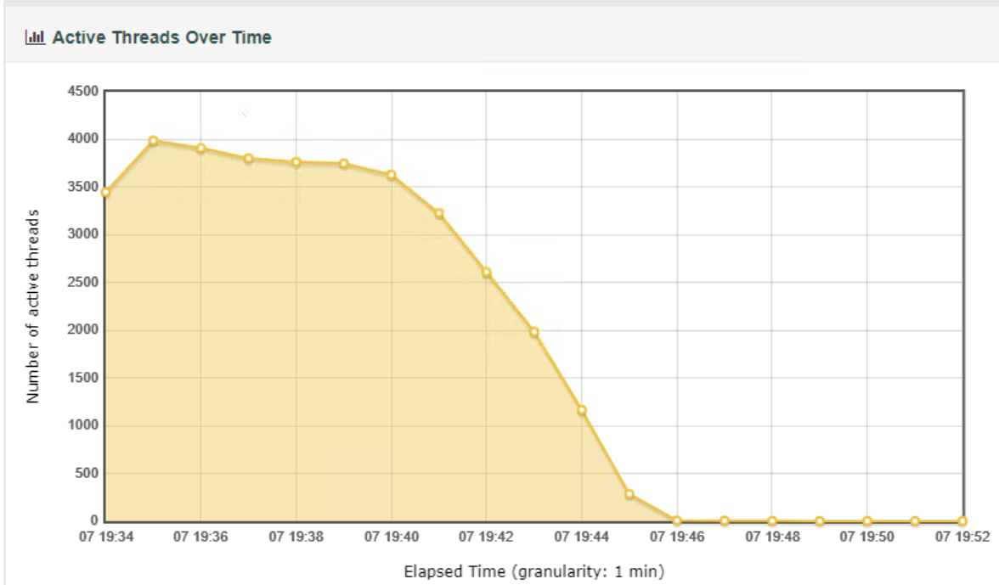 Active Threads Over Time
4500
4000
3500
3000
2500
2000
1500
1000
500
0
Number of active threads
07 19:34 07 19:36 07 19:38 07 19:40 07 19:42 07 19:44 07 19:46 07 19:48 07 19:50 07 19:52
Elapsed Time (granularity: 1 min)